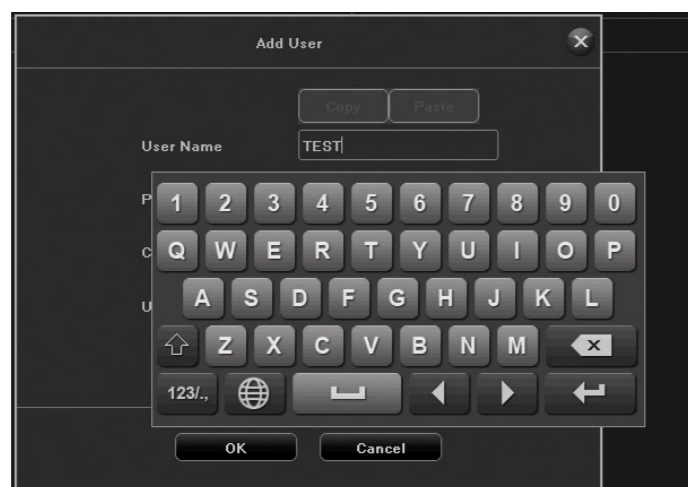 Add User
Copy Paste
User Name TEST
P
1 2 3 4 5 6 7 8 9 0
C
Q W E R T Y U I O P
U
A S D F G H J K L
Z X C V B N M
123/.,
OK Cancel